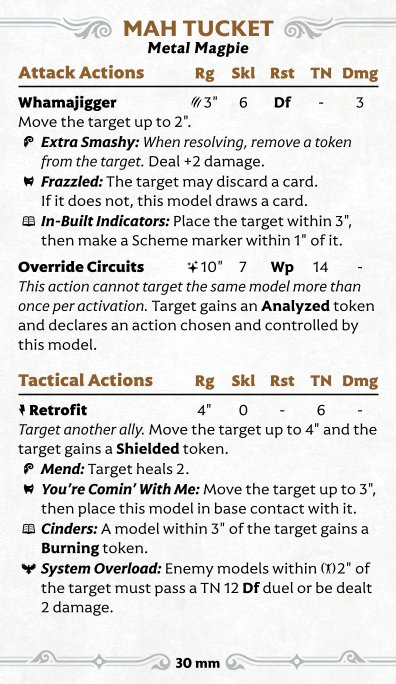 MAH TUCKET
Metal Magpie
Attack Actions Rg Skl Rst TN Dmg
Whamajigger 3" 6 Df - 3
Move the target up to 2".
Extra Smashy: When resolving, remove a token
from the target. Deal +2 damage.
Frazzled: The target may discard a card.
If it does not, this model draws a card.
In-Built Indicators: Place the target within 3",
then make a Scheme marker within 1" of it.
Override Circuits 10" 7 Wp 14 -
This action cannot target the same model more than
once per activation. Target gains an Analyzed token
and declares an action chosen and controlled by
this model.
Tactical Actions Rg Skl Rst TN Dmg
Retrofit 4" 0 - 6 -
Target another ally. Move the target up to 4" and the
target gains a Shielded token.
Mend: Target heals 2.
You're Comin' With Me: Move the target up to 3",
then place this model in base contact with it.
Cinders: A model within 3" of the target gains a
Burning token.
System Overload: Enemy models within 2" of
the target must pass a TN 12 Df duel or be dealt
2 damage.
30 mm